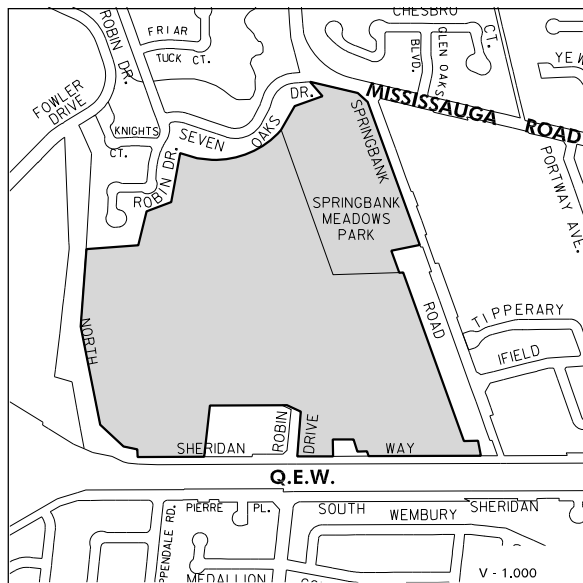 CHESBRO
CT.
ROBIN DR.
FRIAR
TUCK CT.
BLVD.
GLEN OAKS
YEW
FOWLER
DRIVE
DR.
MISSISSAUGA ROAD
KNIGHTS
CT.
SEVEN OAKS
SPRINGBANK
ROBIN DR.
PORTWAY AVE.
SPRINGBANK
MEADOWS
PARK
ROAD
TIPPERARY
NORTH
IFIELD
ROBIN
DRIVE
SHERIDAN
WAY
Q.E.W.
PIERRE PL.
SOUTH
SHERIDAN
WEMBURY
MEDALLION
V - 1.000